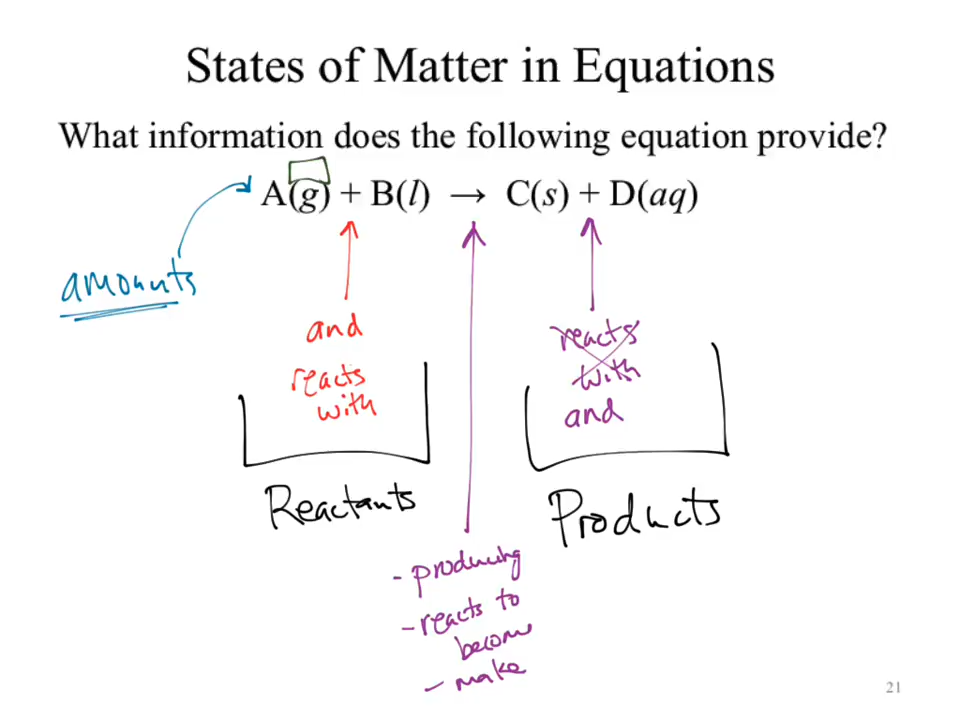 States of Matter in Equations
What information does the following equation provide?
A(g) + B(l) → C(s) + D(aq)
amounts
and
reacts
with
reacts
with
and
Reactants
Products
- producing
- reacts to
become
- make
21